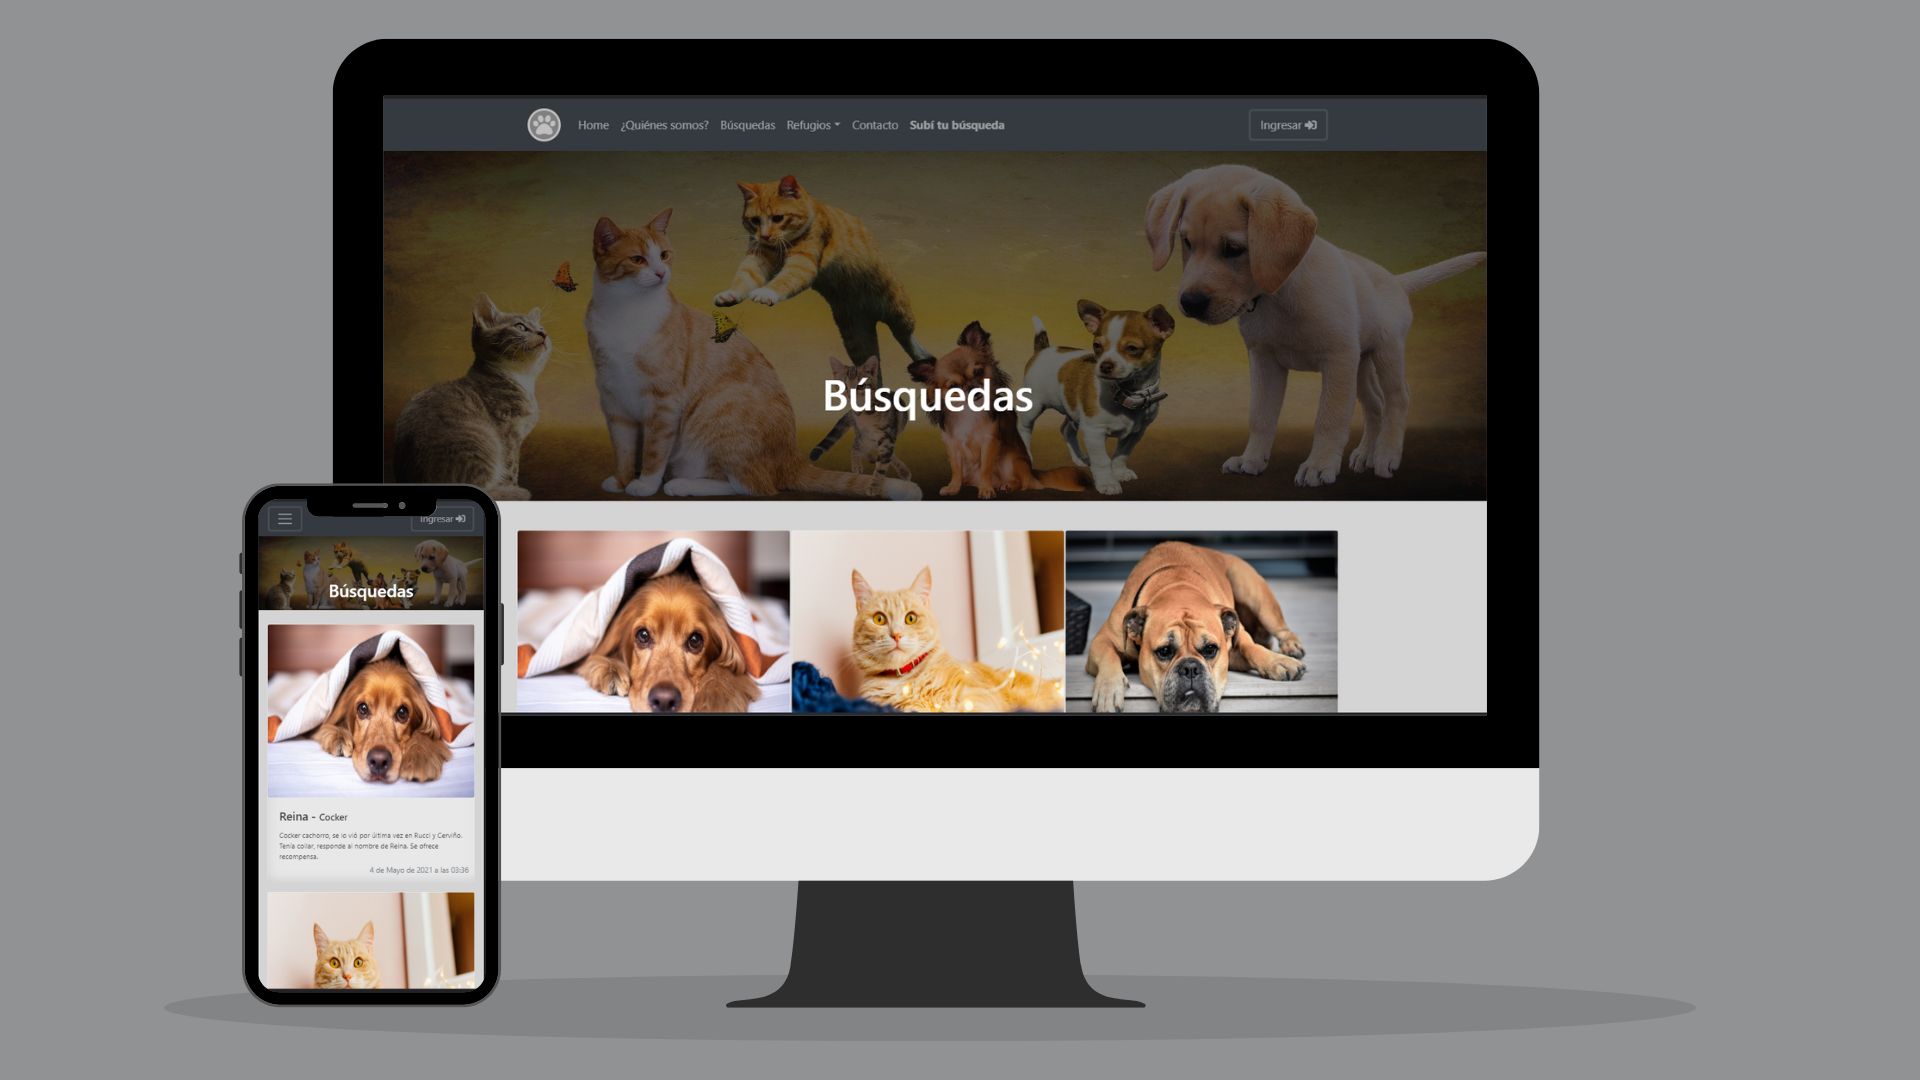 Home ¿Quiénes somos? Búsquedas Refugios Contacto Subí tu búsqueda Ingresar
Búsquedas
Ingresar
Búsquedas
Reina - Cocker
Cocker cachorro, se lo vió por última vez en Rucci y Cerviño.
Tenía collar, responde al nombre de Reina. Se ofrece
recompensa.
4 de Mayo de 2021 a las 03:36